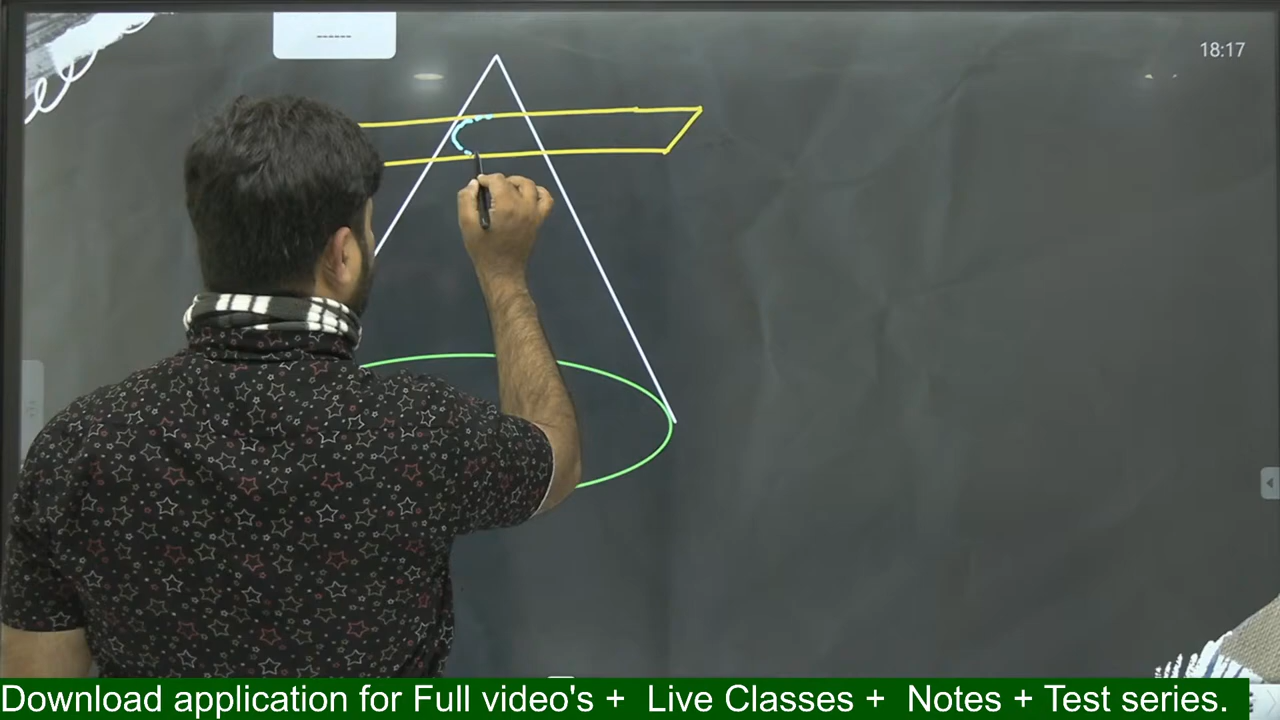 ------
18:17
Download application for Full video's + Live Classes + Notes + Test series.